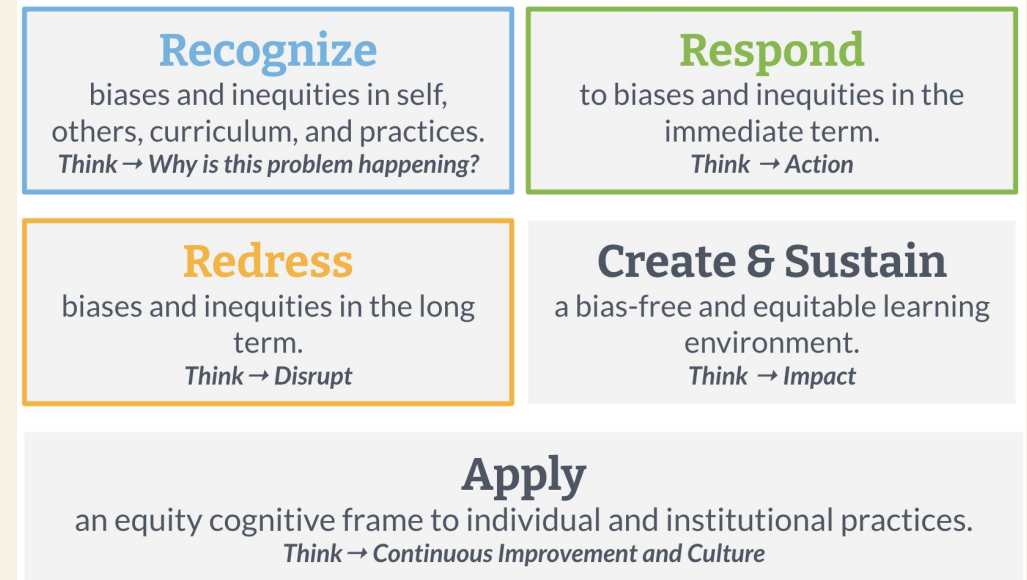 Recognize
biases and inequities in self,
others, curriculum, and practices.
Think → Why is this problem happening?
Respond
to biases and inequities in the
immediate term.
Think → Action
Redress
biases and inequities in the long
term.
Think → Disrupt
Create & Sustain
a bias-free and equitable learning
environment.
Think → Impact
Apply
an equity cognitive frame to individual and institutional practices.
Think → Continuous Improvement and Culture